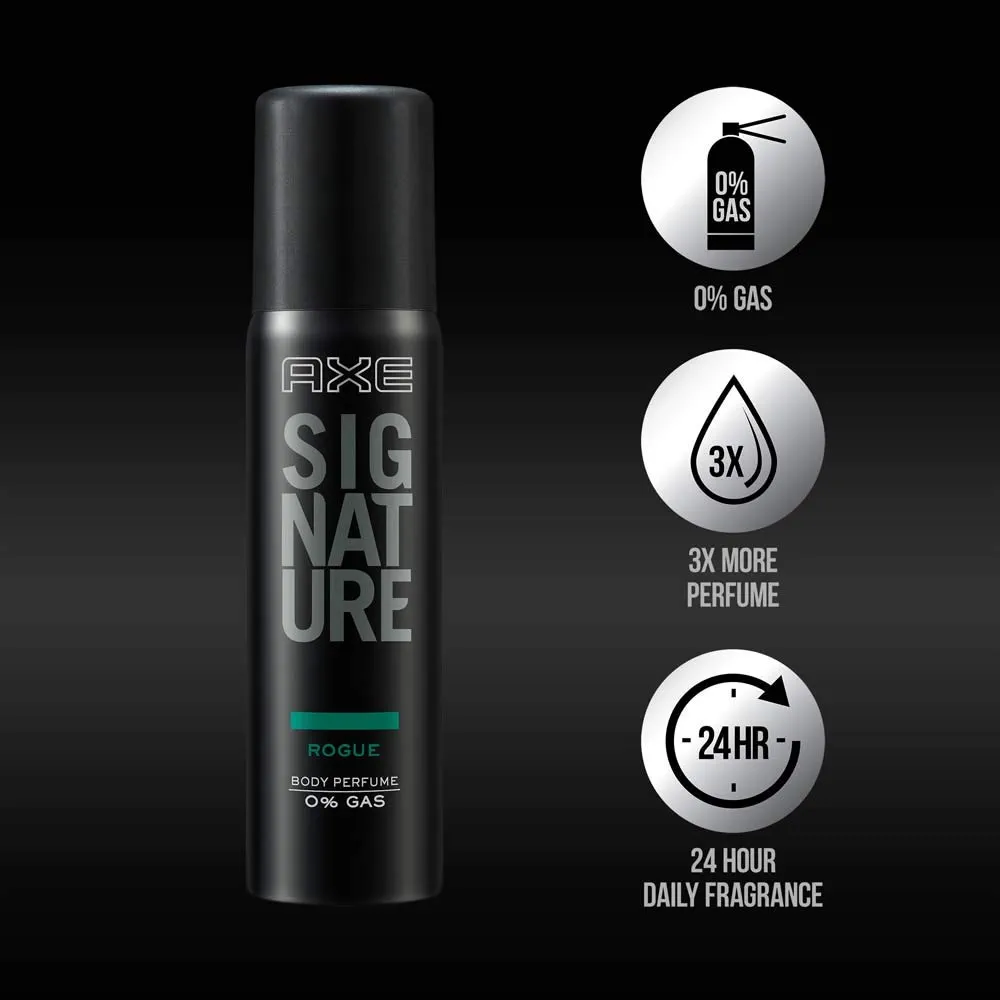 AXE
SIG
NAT
URE
ROGUE
BODY PERFUME
0% GAS
0%
GAS
0% GAS
3X
3X MORE
PERFUME
- 24 HR -
24 HOUR
DAILY FRAGRANCE